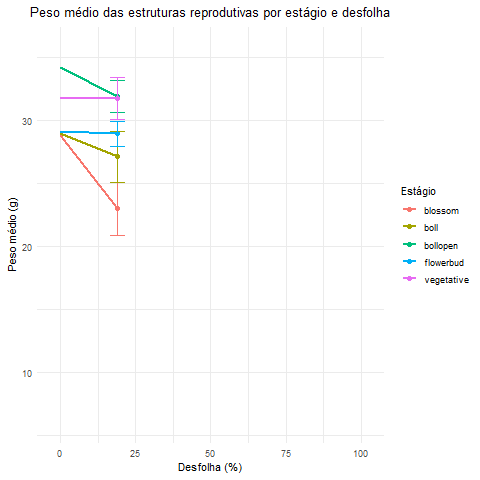 Peso médio das estruturas reprodutivas por estágio e desfolha
30
20
10
Peso médio (g)
0 25 50 75 100
Desfolha (%)
Estágio
blossom
boll
bollopen
flowerbud
vegetative